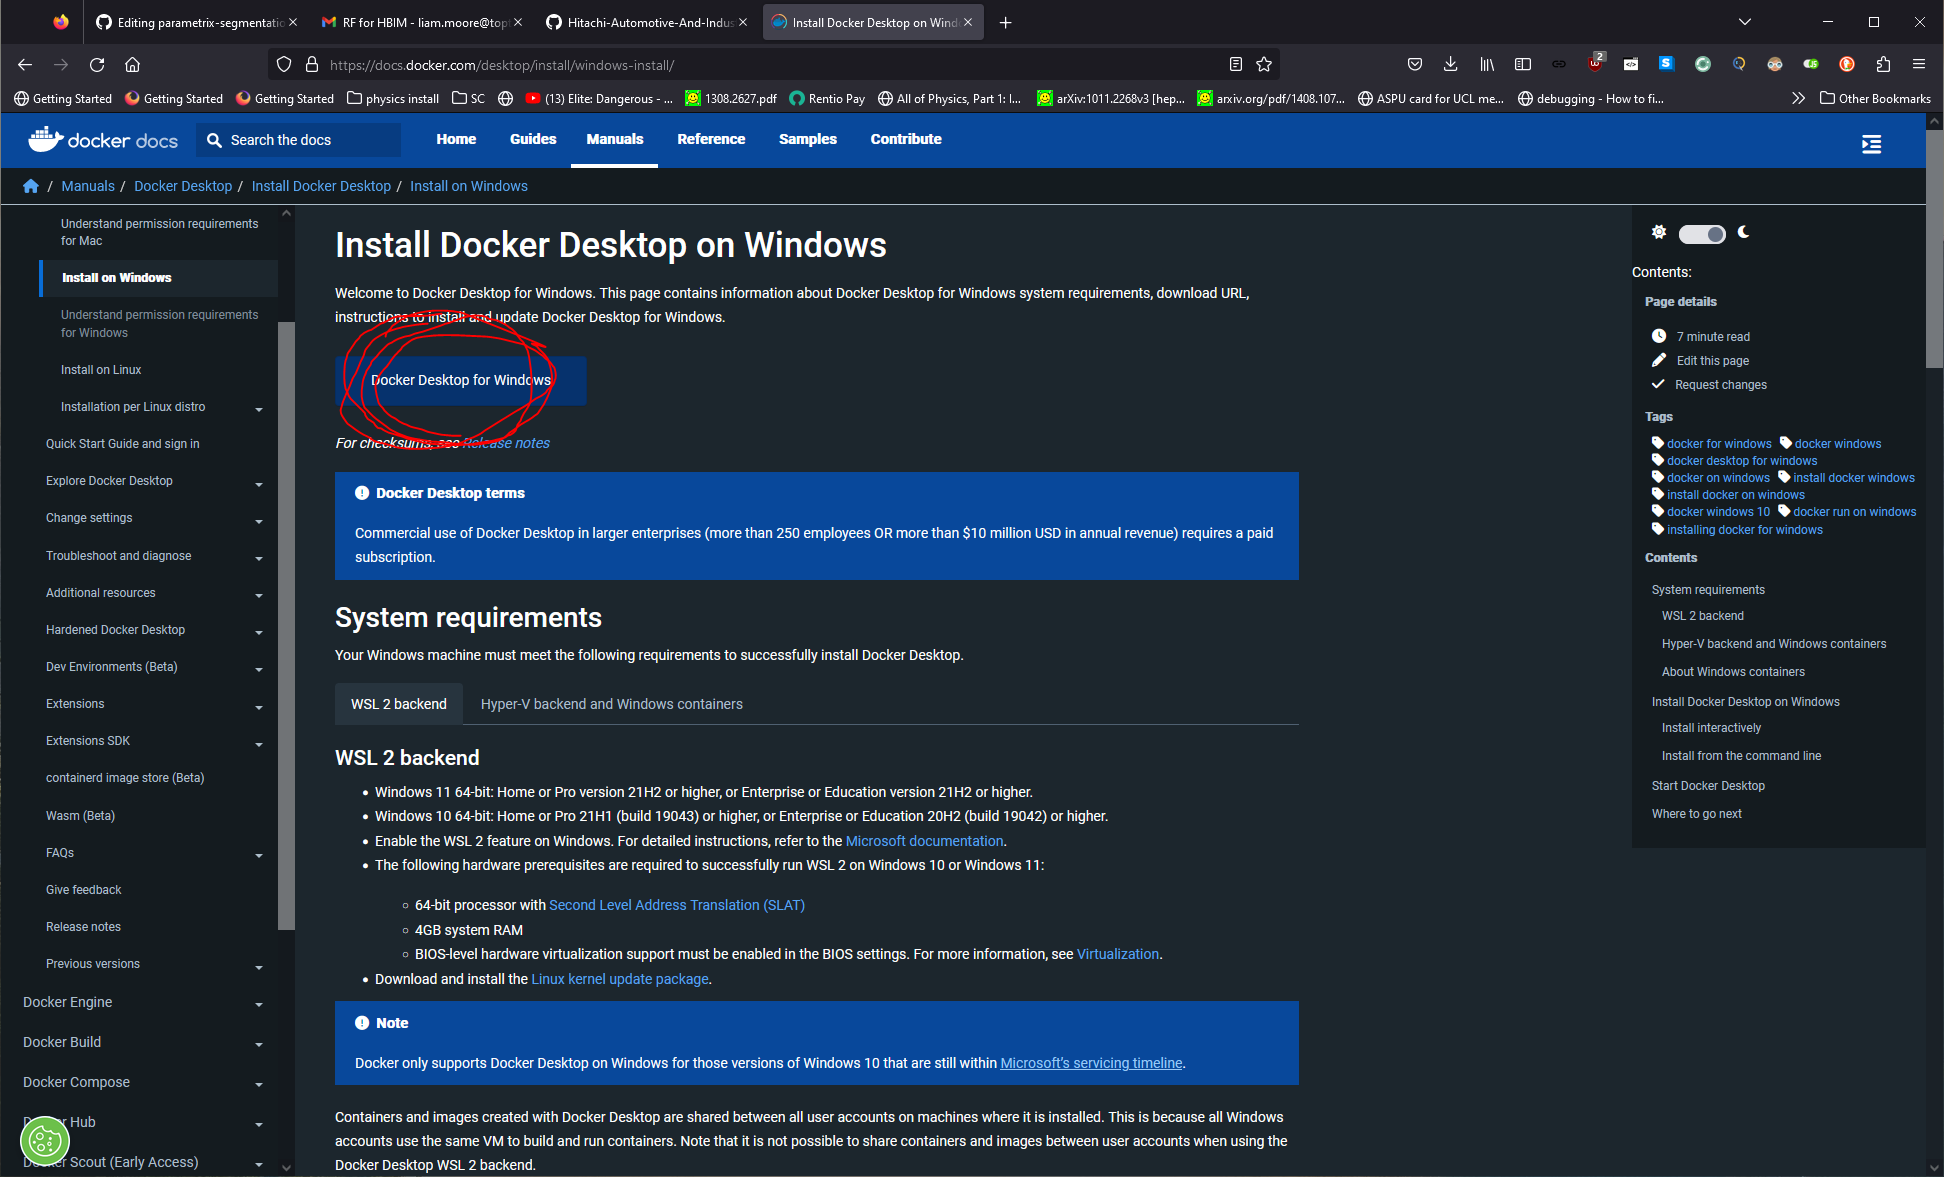 Editing parametrix-segmentatio
RF for HBIM - liam.moore@top
Hitachi-Automotive-And-Indus
Install Docker Desktop on Wind
https://docs.docker.com/desktop/install/windows-install/
2
Getting Started
Getting Started
Getting Started
physics install
SC
(13) Elite: Dangerous - ...
1308.2627.pdf
Rentio Pay
All of Physics, Part 1: I...
arXiv:1011.2268v3 [hep...
arxiv.org/pdf/1408.107...
ASPU card for UCL me...
debugging - How to fi...
Other Bookmarks
docker docs
Search the docs
Home
Guides
Manuals
Reference
Samples
Contribute
/ Manuals / Docker Desktop / Install Docker Desktop / Install on Windows
Understand permission requirements
for Mac
Install on Windows
Understand permission requirements
for Windows
Install on Linux
Installation per Linux distro
Quick Start Guide and sign in
Explore Docker Desktop
Change settings
Troubleshoot and diagnose
Additional resources
Hardened Docker Desktop
Dev Environments (Beta)
Extensions
Extensions SDK
containerd image store (Beta)
Wasm (Beta)
FAQs
Give feedback
Release notes
Previous versions
Docker Engine
Docker Build
Docker Compose
Docker Hub
Docker Scout (Early Access)
Install Docker Desktop on Windows
Welcome to Docker Desktop for Windows. This page contains information about Docker Desktop for Windows system requirements, download URL,
instructions to install and update Docker Desktop for Windows.
Docker Desktop for Windows
For checksums, see Release notes
Docker Desktop terms
Commercial use of Docker Desktop in larger enterprises (more than 250 employees OR more than $10 million USD in annual revenue) requires a paid
subscription.
System requirements
Your Windows machine must meet the following requirements to successfully install Docker Desktop.
WSL 2 backend
Hyper-V backend and Windows containers
WSL 2 backend
• Windows 11 64-bit: Home or Pro version 21H2 or higher, or Enterprise or Education version 21H2 or higher.
• Windows 10 64-bit: Home or Pro 21H1 (build 19043) or higher, or Enterprise or Education 20H2 (build 19042) or higher.
• Enable the WSL 2 feature on Windows. For detailed instructions, refer to the Microsoft documentation.
• The following hardware prerequisites are required to successfully run WSL 2 on Windows 10 or Windows 11:
◦ 64-bit processor with Second Level Address Translation (SLAT)
◦ 4GB system RAM
◦ BIOS-level hardware virtualization support must be enabled in the BIOS settings. For more information, see Virtualization.
• Download and install the Linux kernel update package.
Note
Docker only supports Docker Desktop on Windows for those versions of Windows 10 that are still within Microsoft's servicing timeline.
Containers and images created with Docker Desktop are shared between all user accounts on machines where it is installed. This is because all Windows
accounts use the same VM to build and run containers. Note that it is not possible to share containers and images between user accounts when using the
Docker Desktop WSL 2 backend.
Contents:
Page details
7 minute read
Edit this page
Request changes
Tags
docker for windows
docker windows
docker desktop for windows
docker on windows
install docker windows
install docker on windows
docker windows 10
docker run on windows
installing docker for windows
Contents
System requirements
WSL 2 backend
Hyper-V backend and Windows containers
About Windows containers
Install Docker Desktop on Windows
Install interactively
Install from the command line
Start Docker Desktop
Where to go next